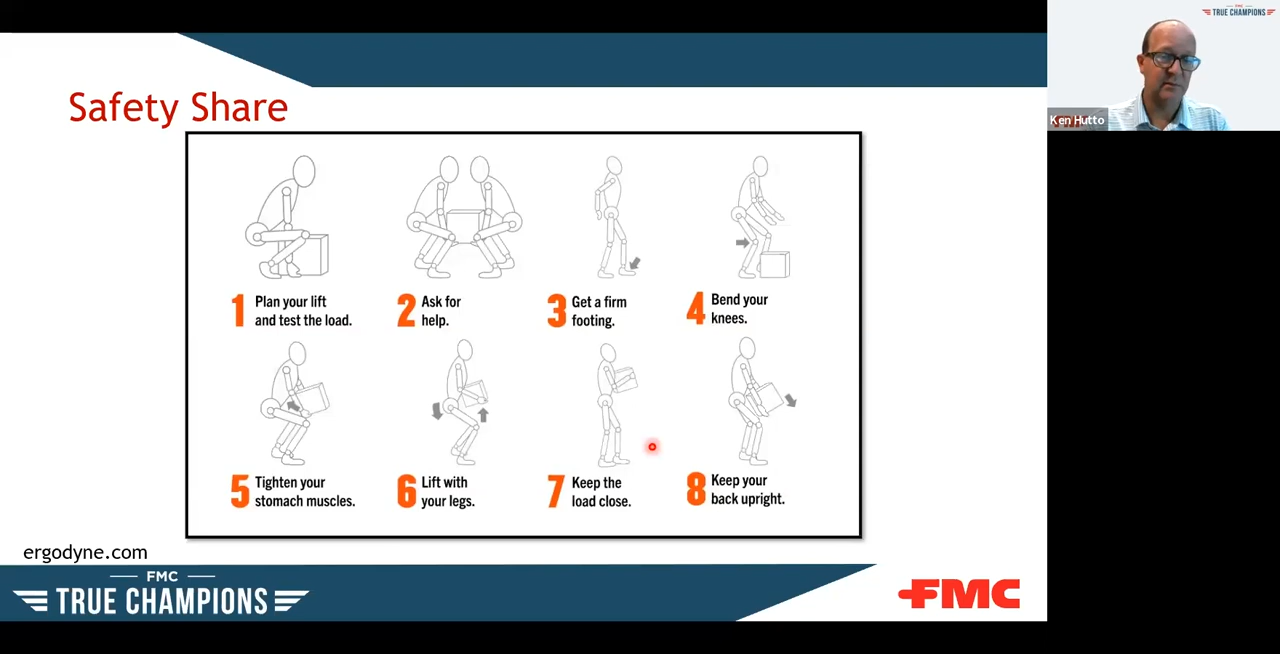 FMC
TRUE CHAMPIONS
Ken Hutto
Safety Share
1 Plan your lift
and test the load.
2 Ask for
help.
3 Get a firm
footing.
4 Bend your
knees.
5 Tighten your
stomach muscles.
6 Lift with
your legs.
7 Keep the
load close.
8 Keep your
back upright.
ergodyne.com
FMC
TRUE CHAMPIONS
FMC